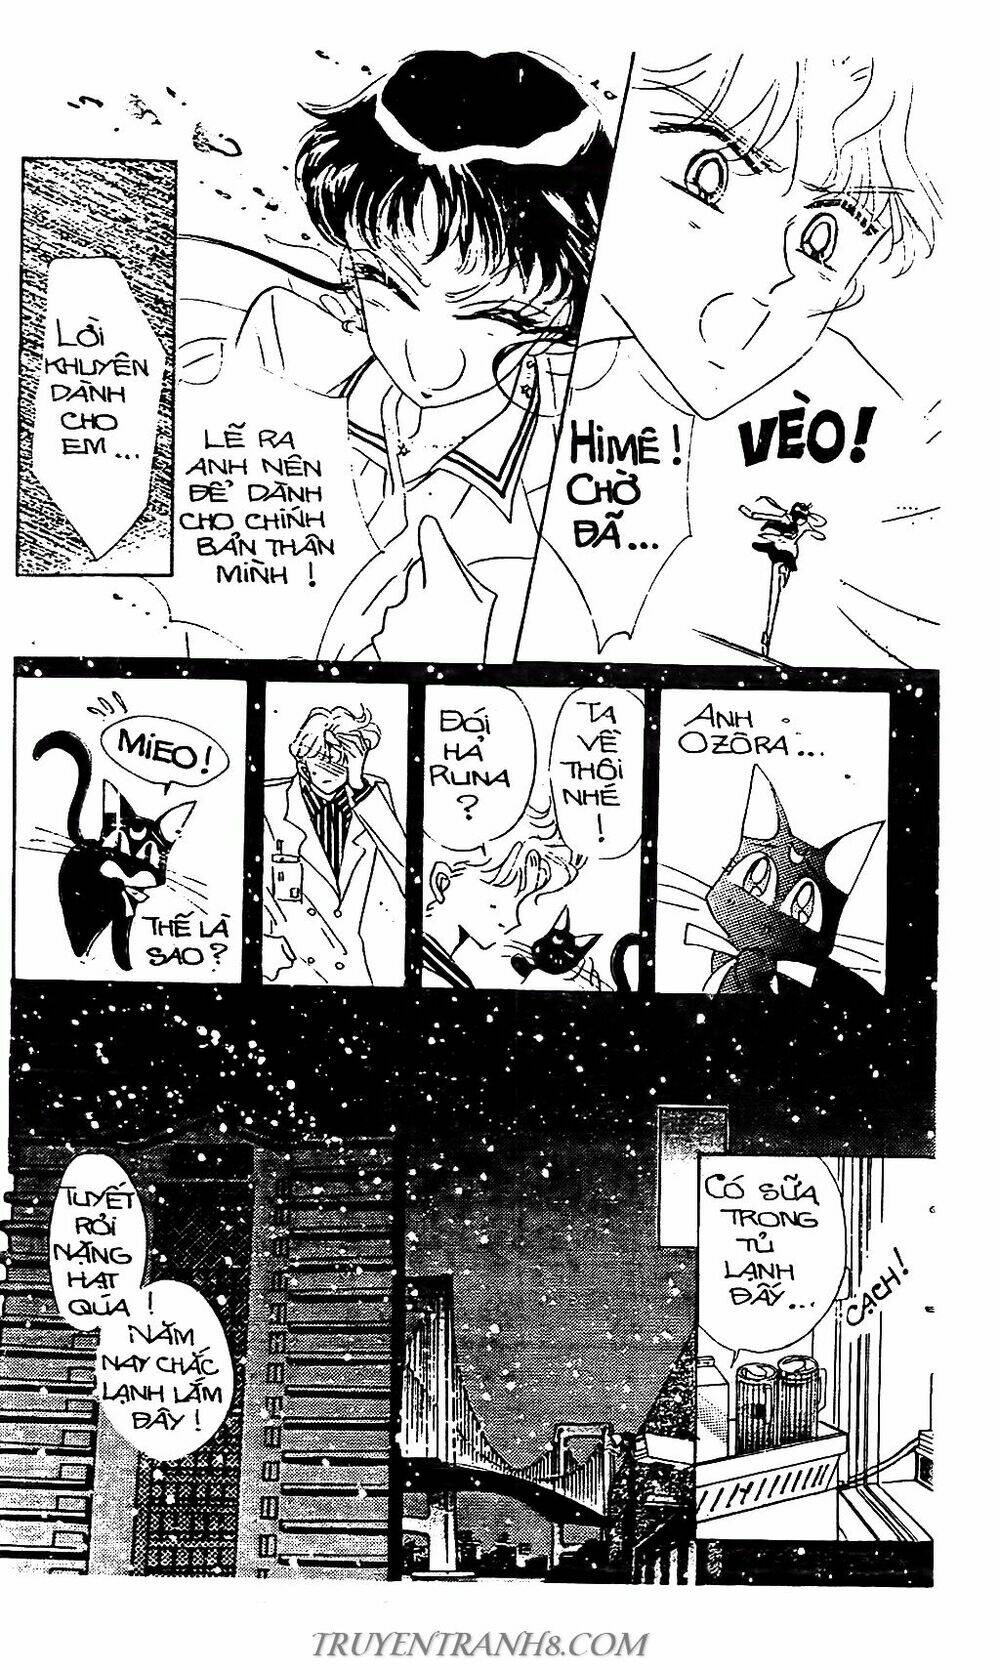 LỜI
KHUYÊN
DÀNH
CHO
EM...
LẼ RA
ANH NÊN
ĐỂ DÀNH
CHO CHÍNH
BẢN THÂN
MÌNH !
HIMÊ !
CHỜ
ĐÃ...
VÈO!
MIEO !
THẾ LÀ
SAO ?
ĐÓI
HẢ
RUNA
?
TA
VỀ
THÔI
NHÉ
!
ANH
OZÔRA...
TUYẾT
RƠI
NẶNG
HẠT
QÚA !
NĂM
NAY CHẮC
LẠNH LẮM
ĐÂY !
CÓ SỮA
TRONG
TỦ
LẠNH
ĐẤY...
CẠCH!
TRUYENTRANH8.COM